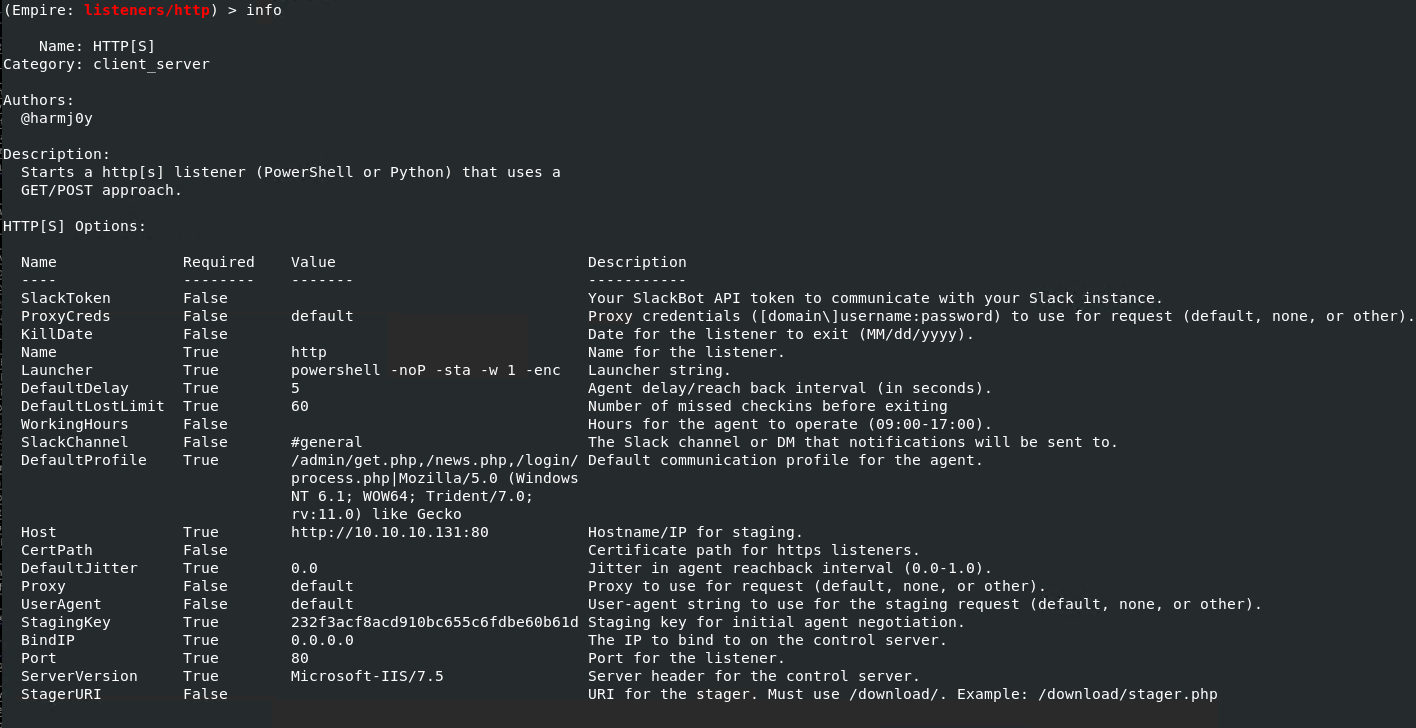 (Empire: listeners/http) > info
Name: HTTP[S]
Category: client_server
Authors:
@harmj0y
Description:
Starts a http[s] listener (PowerShell or Python) that uses a
GET/POST approach.
HTTP[S] Options:
Name Required Value Description
---- -------- ------- -----------
SlackToken False Your SlackBot API token to communicate with your Slack instance.
ProxyCreds False default Proxy credentials ([domain\]username:password) to use for request (default, none, or other).
KillDate False Date for the listener to exit (MM/dd/yyyy).
Name True http Name for the listener.
Launcher True powershell -noP -sta -w 1 -enc Launcher string.
DefaultDelay True 5 Agent delay/reach back interval (in seconds).
DefaultLostLimit True 60 Number of missed checkins before exiting
WorkingHours False Hours for the agent to operate (09:00-17:00).
SlackChannel False #general The Slack channel or DM that notifications will be sent to.
DefaultProfile True /admin/get.php,/news.php,/login/ Default communication profile for the agent.
process.php|Mozilla/5.0 (Windows
NT 6.1; WOW64; Trident/7.0;
rv:11.0) like Gecko
Host True http://10.10.10.131:80 Hostname/IP for staging.
CertPath False Certificate path for https listeners.
DefaultJitter True 0.0 Jitter in agent reachback interval (0.0-1.0).
Proxy False default Proxy to use for request (default, none, or other).
UserAgent False default User-agent string to use for the staging request (default, none, or other).
StagingKey True 232f3acf8acd910bc655c6fdbe60b61d Staging key for initial agent negotiation.
BindIP True 0.0.0.0 The IP to bind to on the control server.
Port True 80 Port for the listener.
ServerVersion True Microsoft-IIS/7.5 Server header for the control server.
StagerURI False URI for the stager. Must use /download/. Example: /download/stager.php